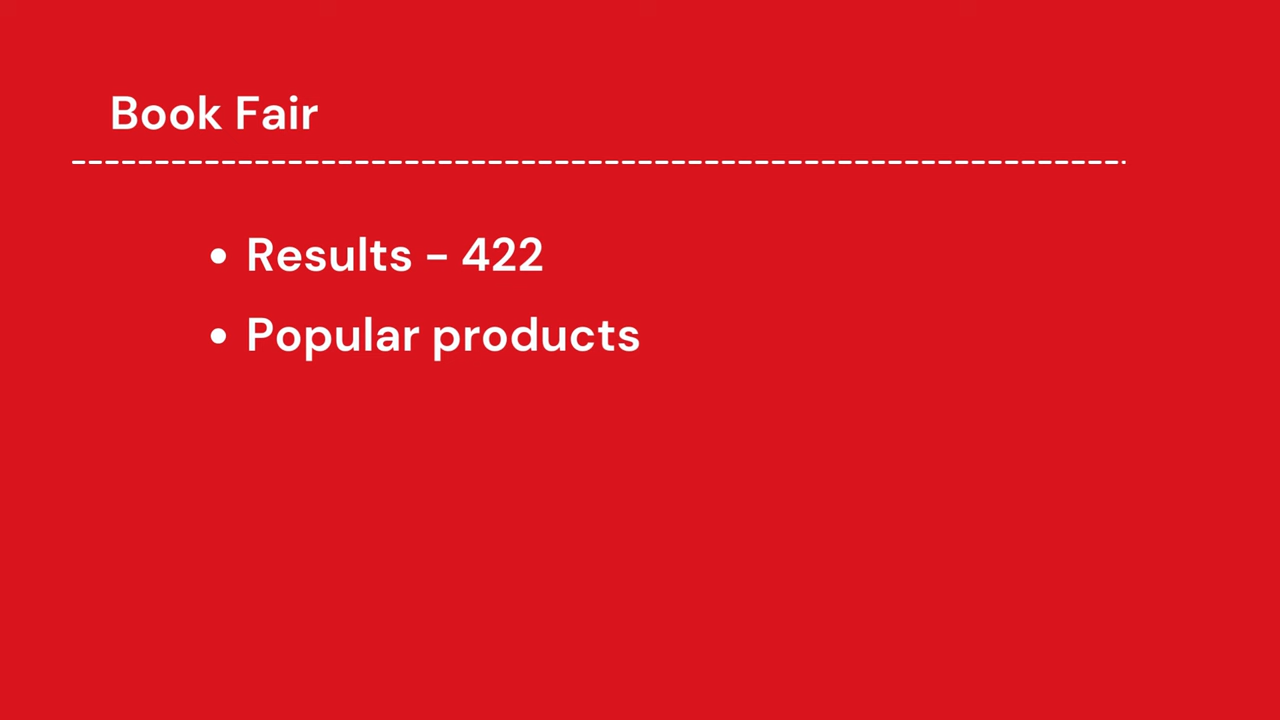 Book Fair
• Results - 422
• Popular products